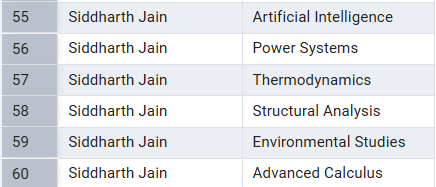 55 Siddharth Jain Artificial Intelligence
56 Siddharth Jain Power Systems
57 Siddharth Jain Thermodynamics
58 Siddharth Jain Structural Analysis
59 Siddharth Jain Environmental Studies
60 Siddharth Jain Advanced Calculus